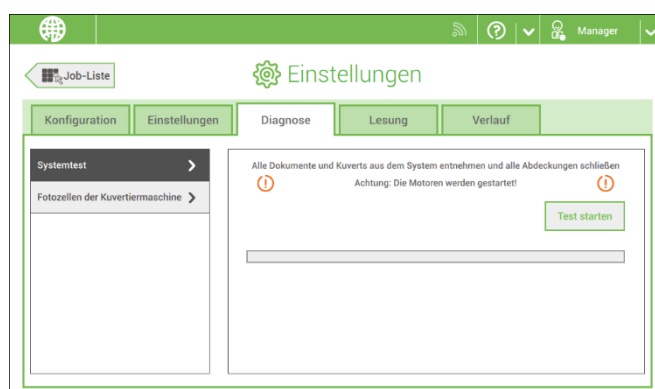 Manager
Job-Liste
Einstellungen
Konfiguration
Einstellungen
Diagnose
Lesung
Verlauf
Systemtest
Fotozellen der Kuvertiermaschine
Alle Dokumente und Kuverts aus dem System entnehmen und alle Abdeckungen schließen
Achtung: Die Motoren werden gestartet!
Test starten